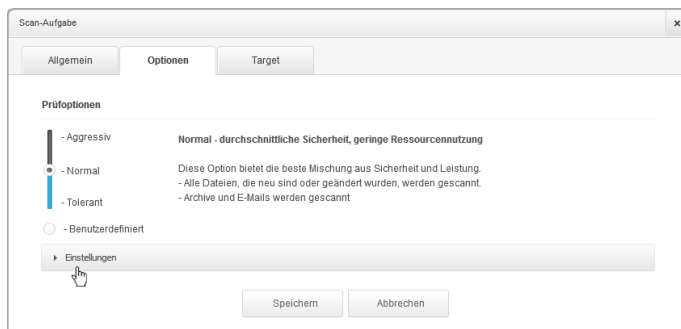 Scan-Aufgabe
x
Allgemein Optionen Target
Prüfoptionen
- Aggressiv
- Normal
- Tolerant
- Benutzerdefiniert
Normal - durchschnittliche Sicherheit, geringe Ressourcennutzung
Diese Option bietet die beste Mischung aus Sicherheit und Leistung.
- Alle Dateien, die neu sind oder geändert wurden, werden gescannt.
- Archive und E-Mails werden gescannt
Einstellungen
Speichern Abbrechen